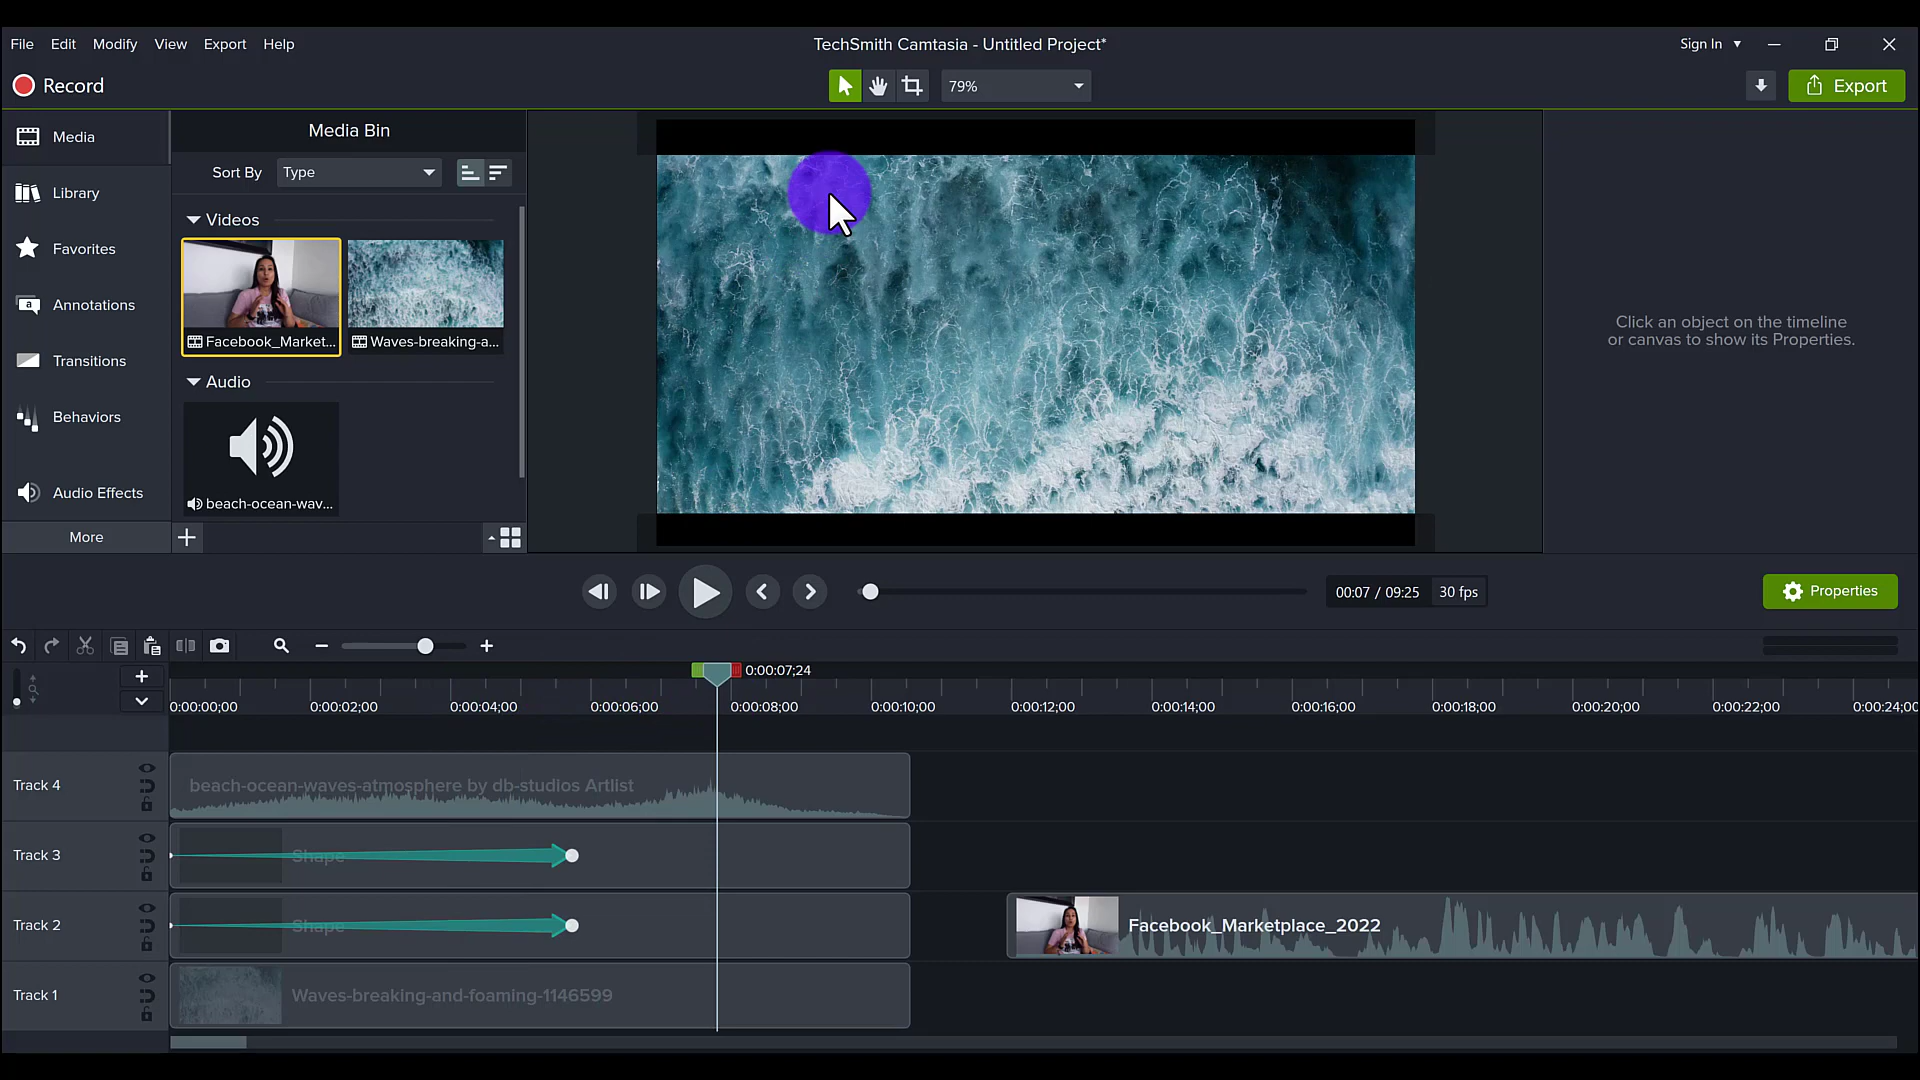 File Edit Modify View Export Help
TechSmith Camtasia - Untitled Project*
Sign In
Record
79%
Export
Media
Library
Favorites
Annotations
Transitions
Behaviors
Audio Effects
More
Media Bin
Sort By Type
Videos
Facebook_Market...
Waves-breaking-a...
Audio
beach-ocean-wav...
Click an object on the timeline
or canvas to show its Properties.
00:07 / 09:25 30 fps
Properties
0:00:07;24
0:00:00;00 0:00:02;00 0:00:04;00 0:00:06;00 0:00:08;00 0:00:10;00 0:00:12;00 0:00:14;00 0:00:16;00 0:00:18;00 0:00:20;00 0:00:22;00 0:00:24;00
Track 4
beach-ocean-waves-atmosphere by db-studios Artlist
Track 3
Shape
Track 2
Shape
Facebook_Marketplace_2022
Track 1
Waves-breaking-and-foaming-1146599